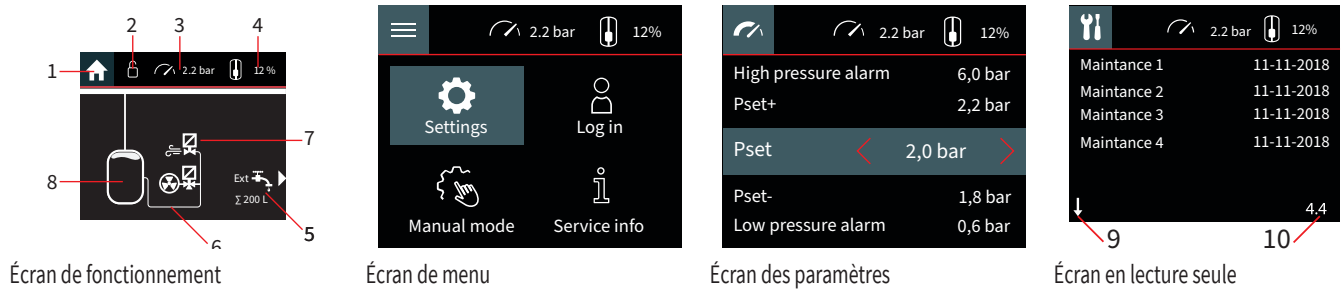 1
2
3
4
2.2 bar
12 %
7
8
Ext
∑ 200 L
6
5
Écran de fonctionnement
2.2 bar
12%
Settings
Log in
Manual mode
Service info
Écran de menu
2.2 bar
12%
High pressure alarm 6,0 bar
Pset+ 2,2 bar
Pset 2,0 bar
Pset- 1,8 bar
Low pressure alarm 0,6 bar
Écran des paramètres
2.2 bar
12%
Maintance 1 11-11-2018
Maintance 2 11-11-2018
Maintance 3 11-11-2018
Maintance 4 11-11-2018
4.4
9
10
Écran en lecture seule